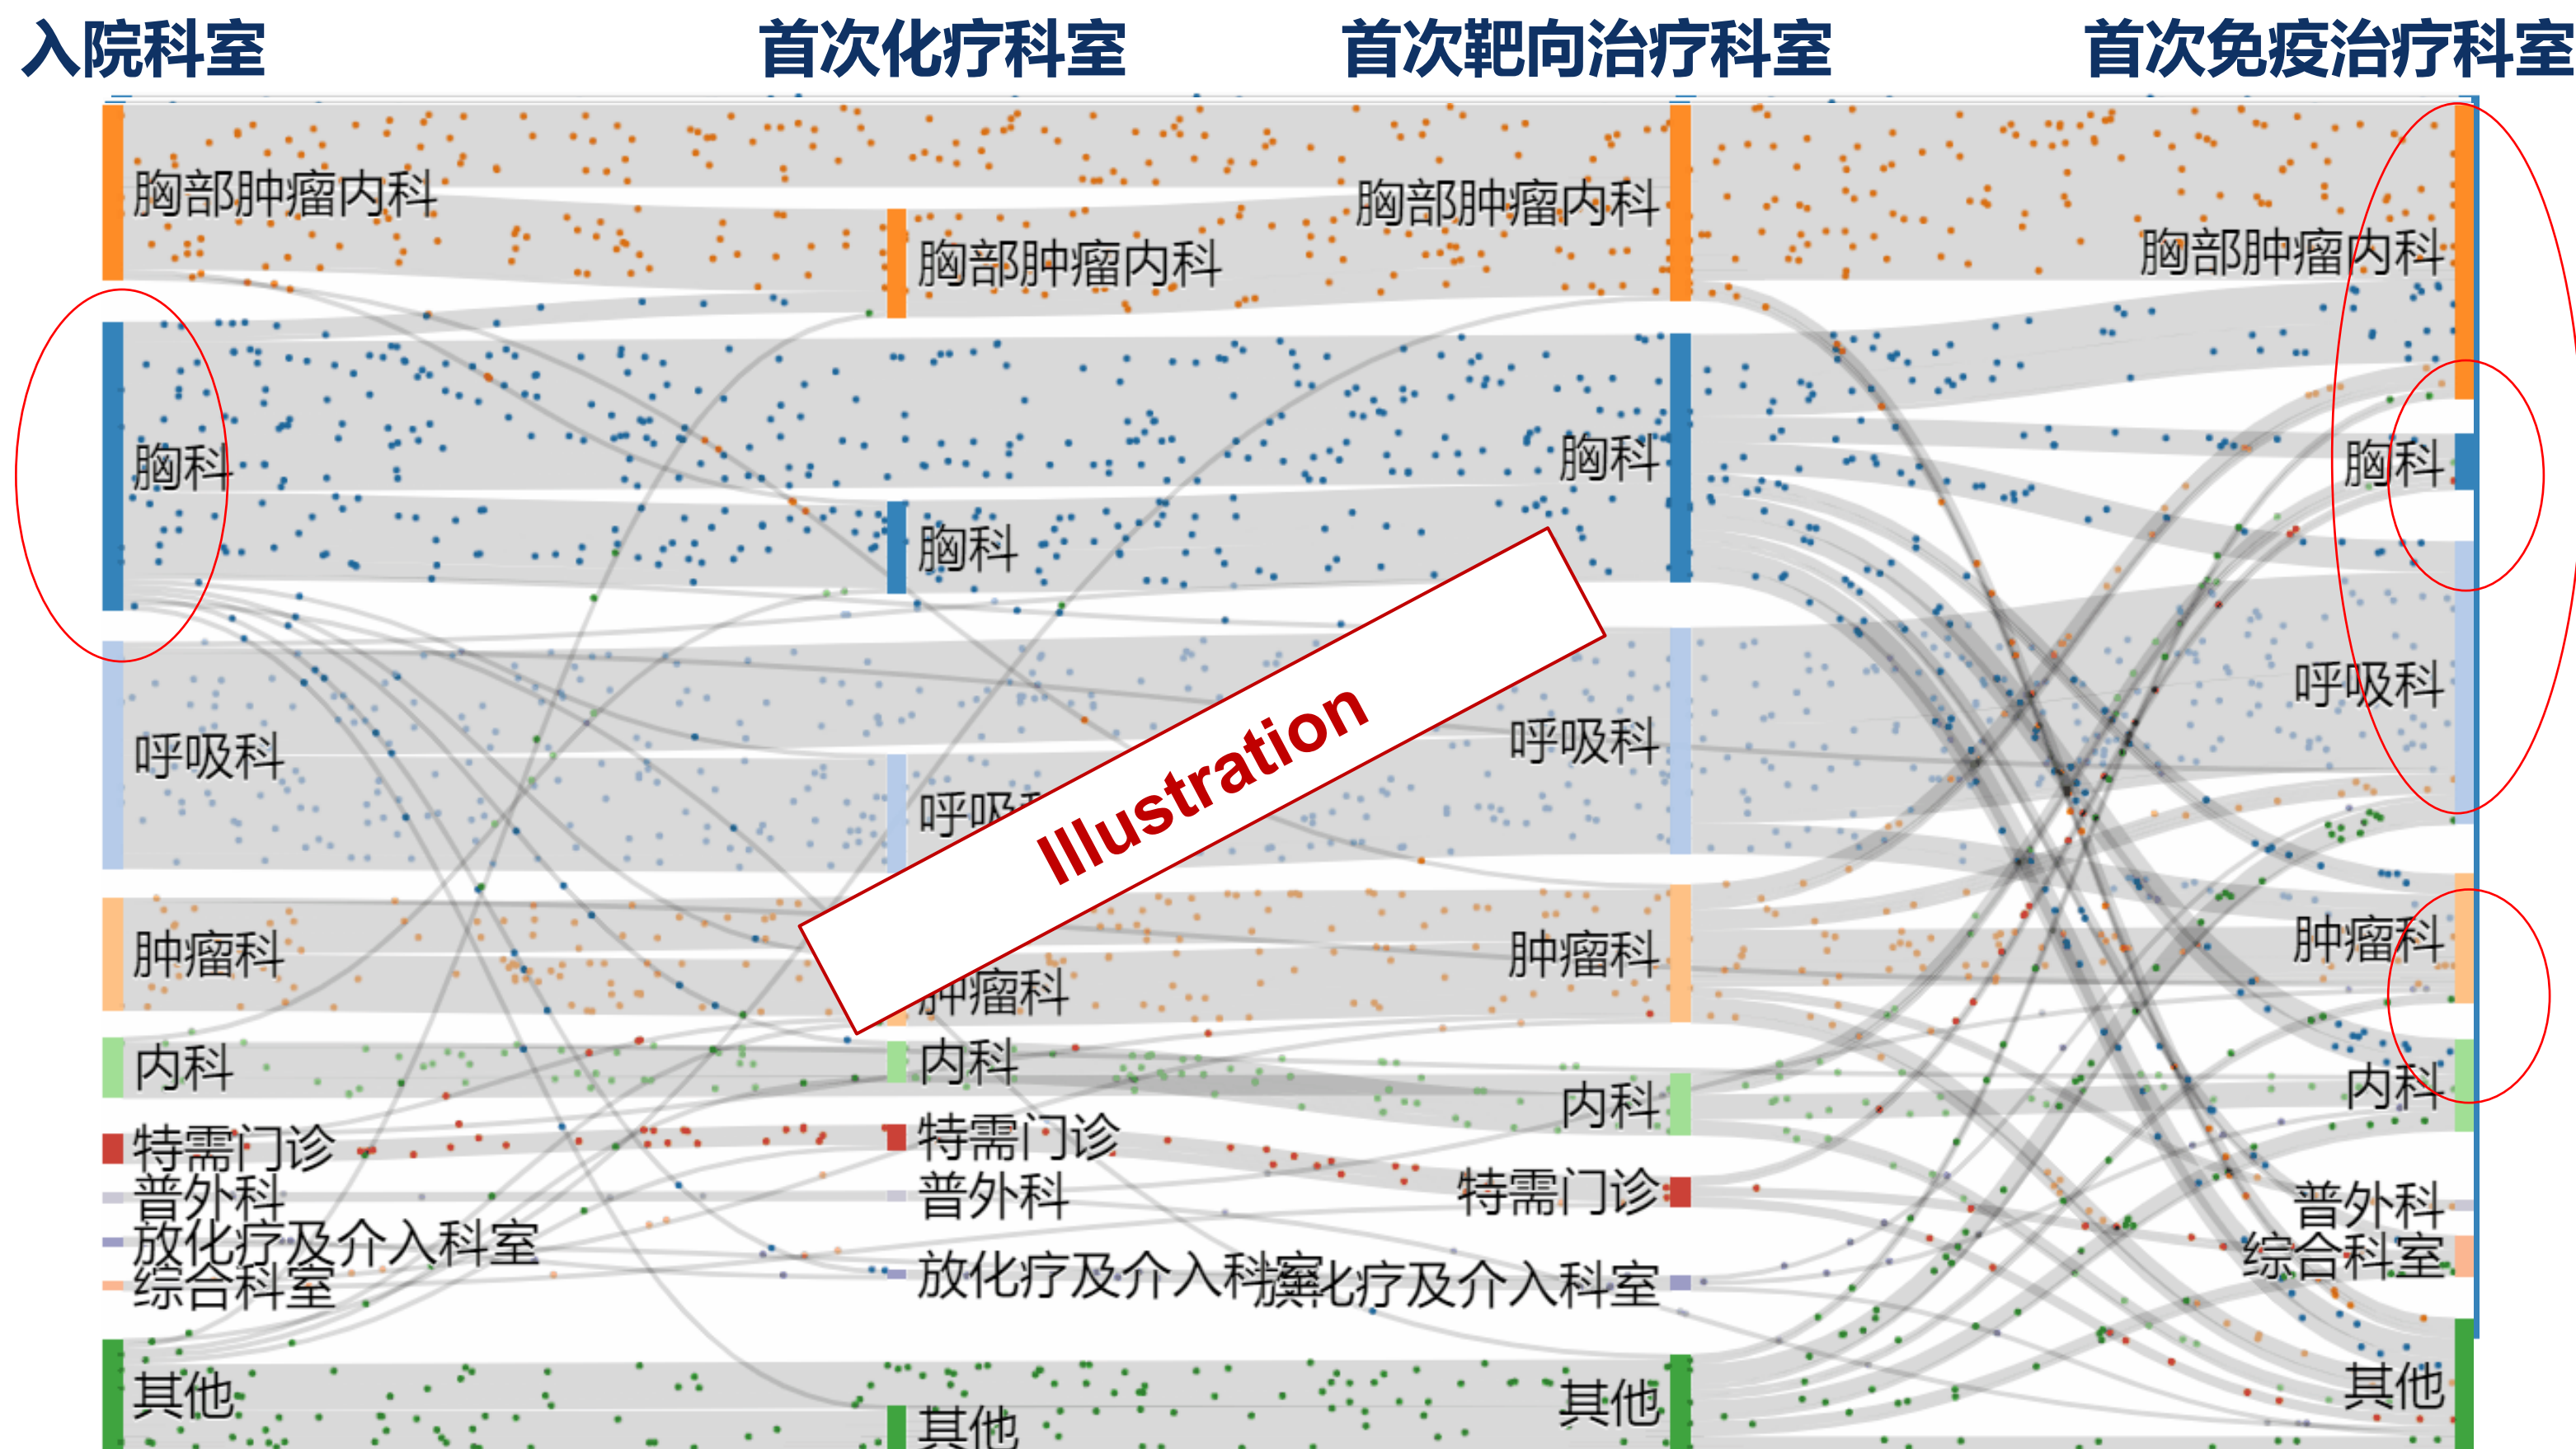 入院科室
首次化疗科室
首次靶向治疗科室
首次免疫治疗科室
胸部肿瘤内科
胸科
呼吸科
肿瘤科
内科
特需门诊
普外科
放化疗及介入科室
综合科室
其他
胸部肿瘤内科
胸科
呼吸
肿瘤科
内科
特需门诊
普外科
放化疗及介入科室
其他
胸部肿瘤内科
胸科
呼吸科
肿瘤科
内科
特需门诊
放化疗及介入科室
其他
胸部肿瘤内科
胸科
呼吸科
肿瘤科
内科
普外科
综合科室
其他
Illustration